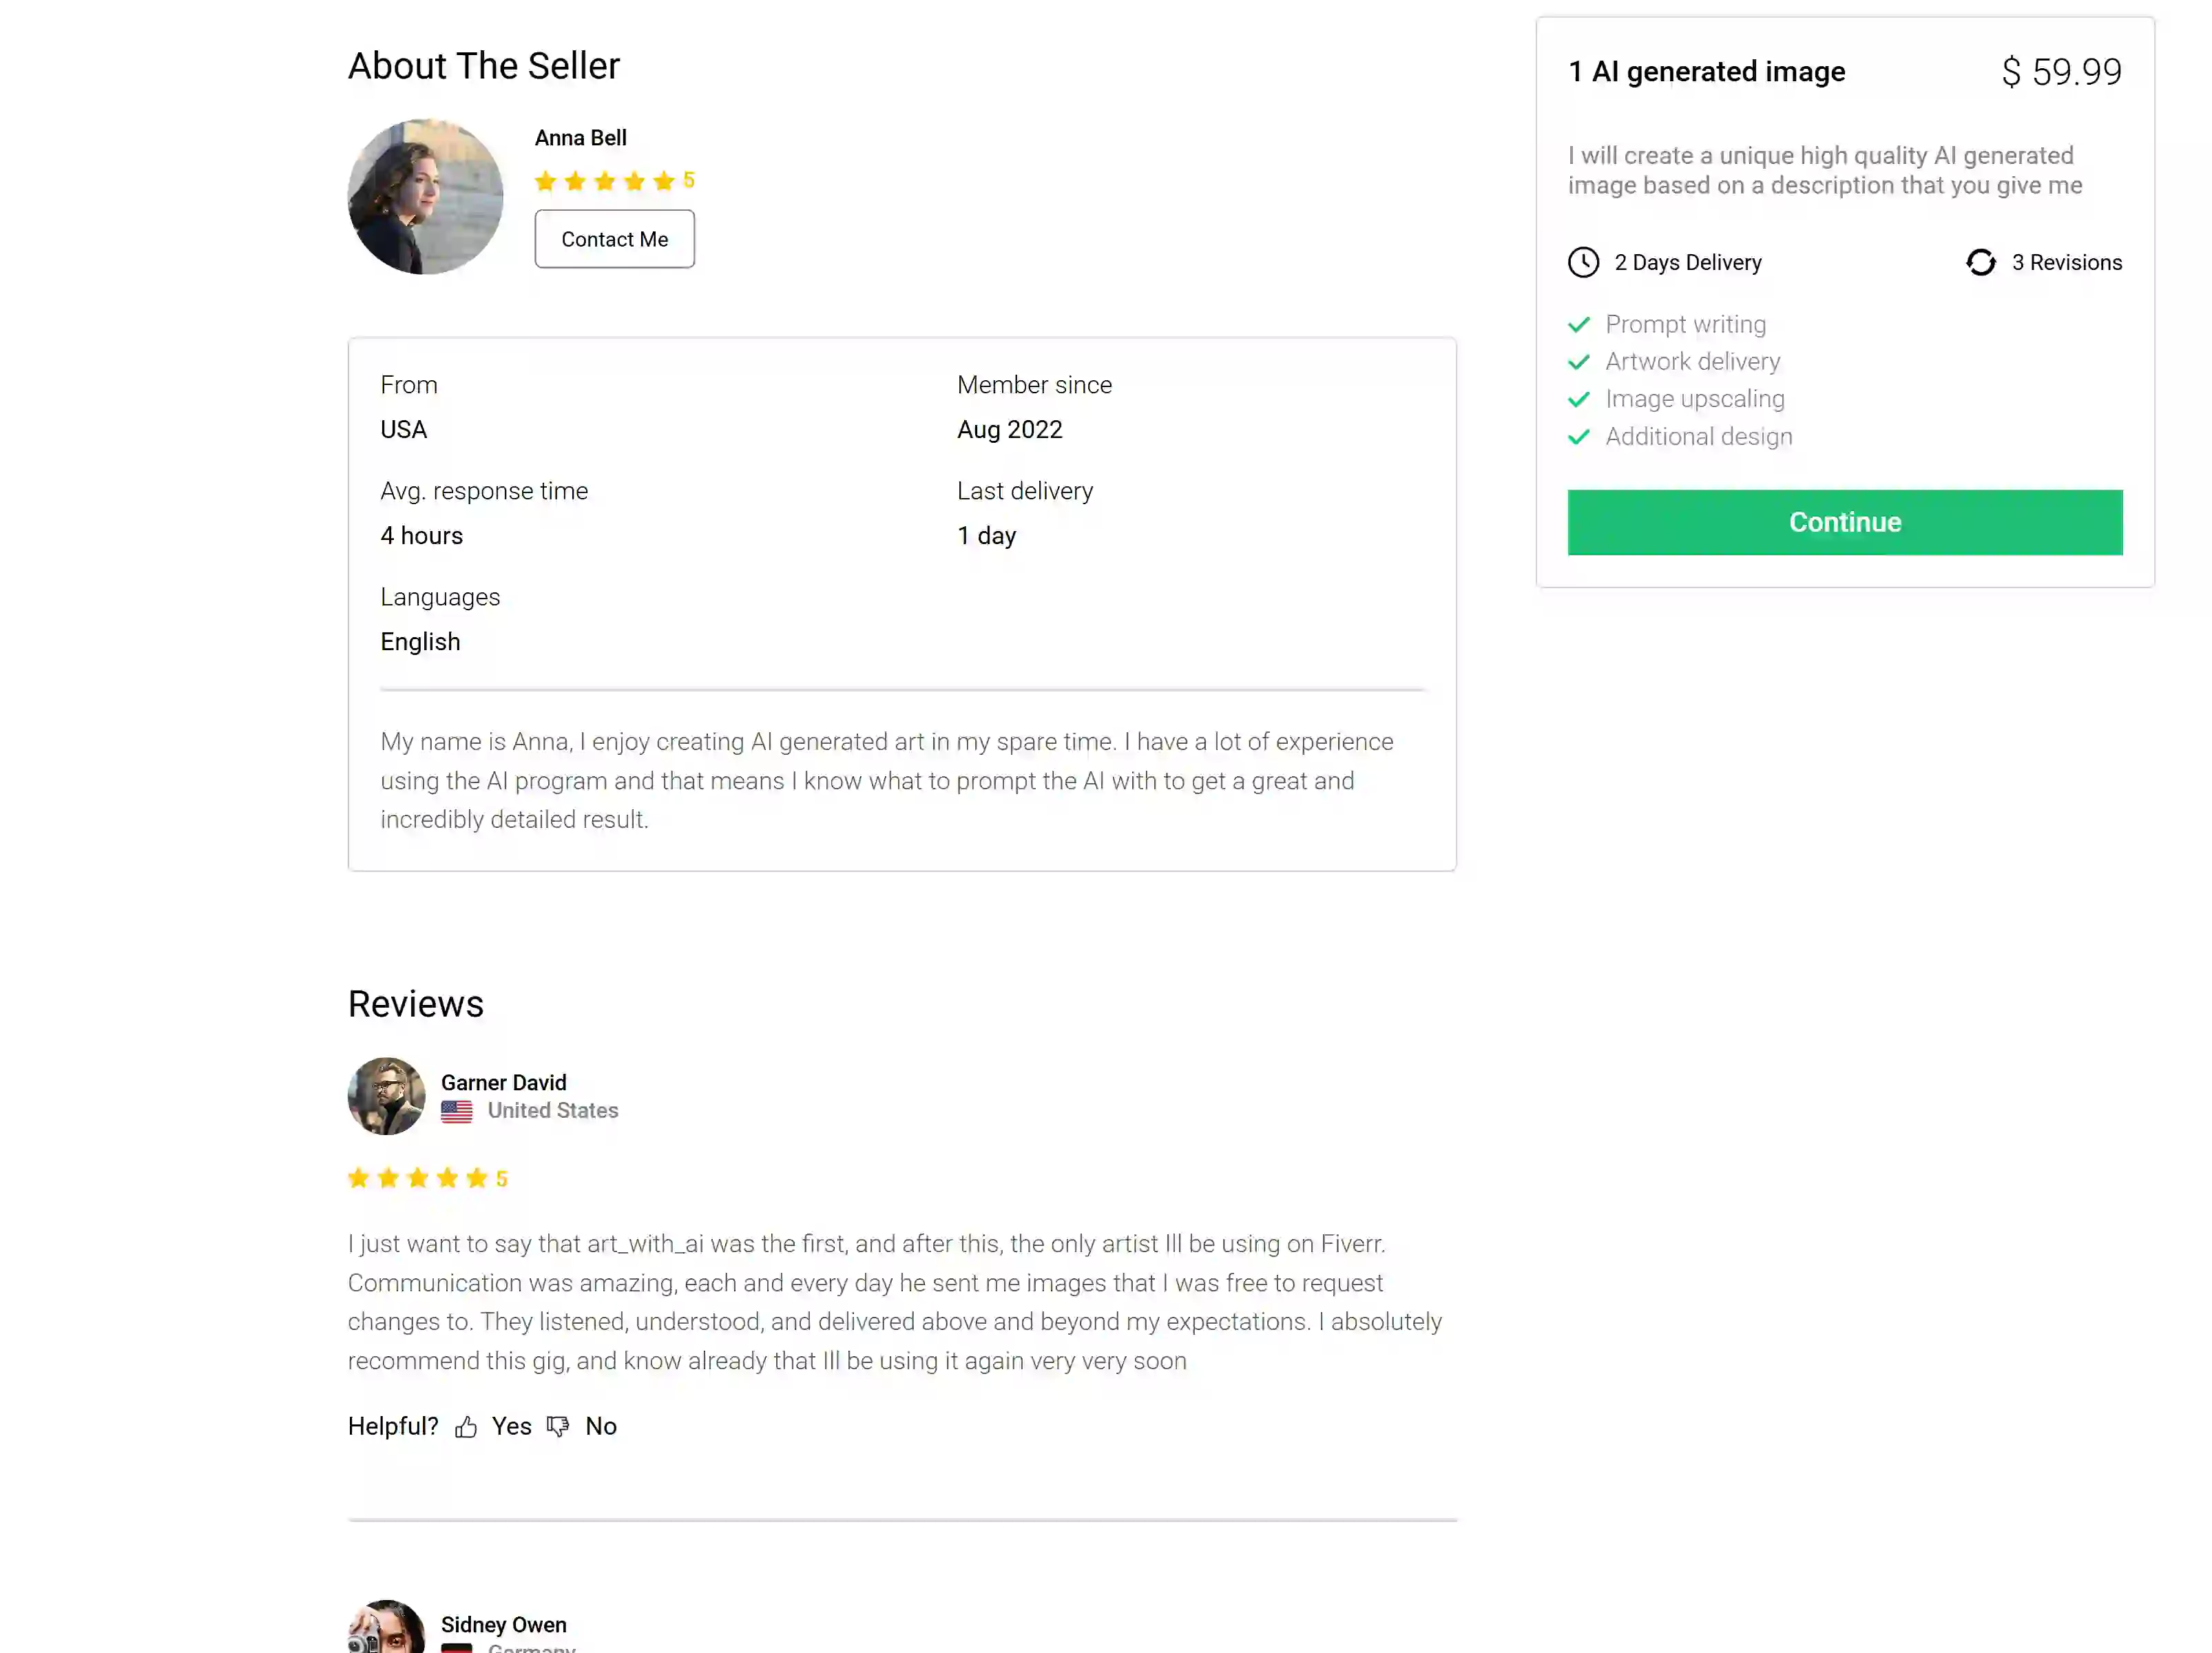 About The Seller
Anna Bell
5
Contact Me
From
USA
Member since
Aug 2022
Avg. response time
4 hours
Last delivery
1 day
Languages
English
My name is Anna, I enjoy creating AI generated art in my spare time. I have a lot of experience
using the AI program and that means I know what to prompt the AI with to get a great and
incredibly detailed result.
1 AI generated image
$ 59.99
I will create a unique high quality AI generated
image based on a description that you give me
2 Days Delivery
3 Revisions
Prompt writing
Artwork delivery
Image upscaling
Additional design
Continue
Reviews
Garner David
United States
5
I just want to say that art_with_ai was the first, and after this, the only artist Ill be using on Fiverr.
Communication was amazing, each and every day he sent me images that I was free to request
changes to. They listened, understood, and delivered above and beyond my expectations. I absolutely
recommend this gig, and know already that Ill be using it again very very soon
Helpful? Yes No
Sidney Owen
Germany